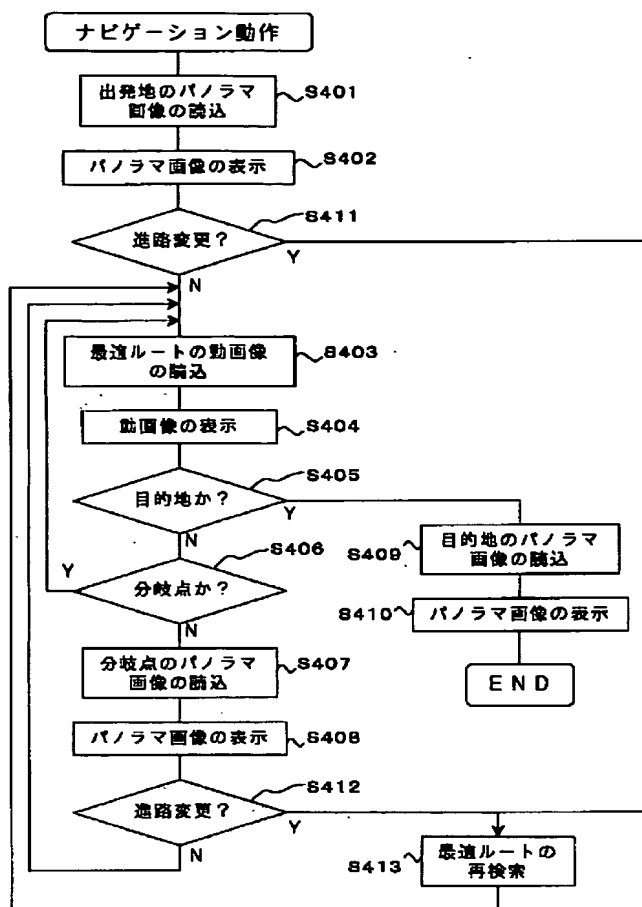 ナビゲーション動作
出発地のパノラマ
画像の読込
S401
パノラマ画像の表示
S402
進路変更?
S411
Y
N
最適ルートの動画像
の読込
S403
動画像の表示
S404
目的地か?
S405
Y
N
目的地のパノラマ
画像の読込
S409
パノラマ画像の表示
S410
END
分岐点か?
S406
Y
N
分岐点のパノラマ
画像の読込
S407
パノラマ画像の表示
S408
進路変更?
S412
Y
N
最適ルートの
再検索
S413